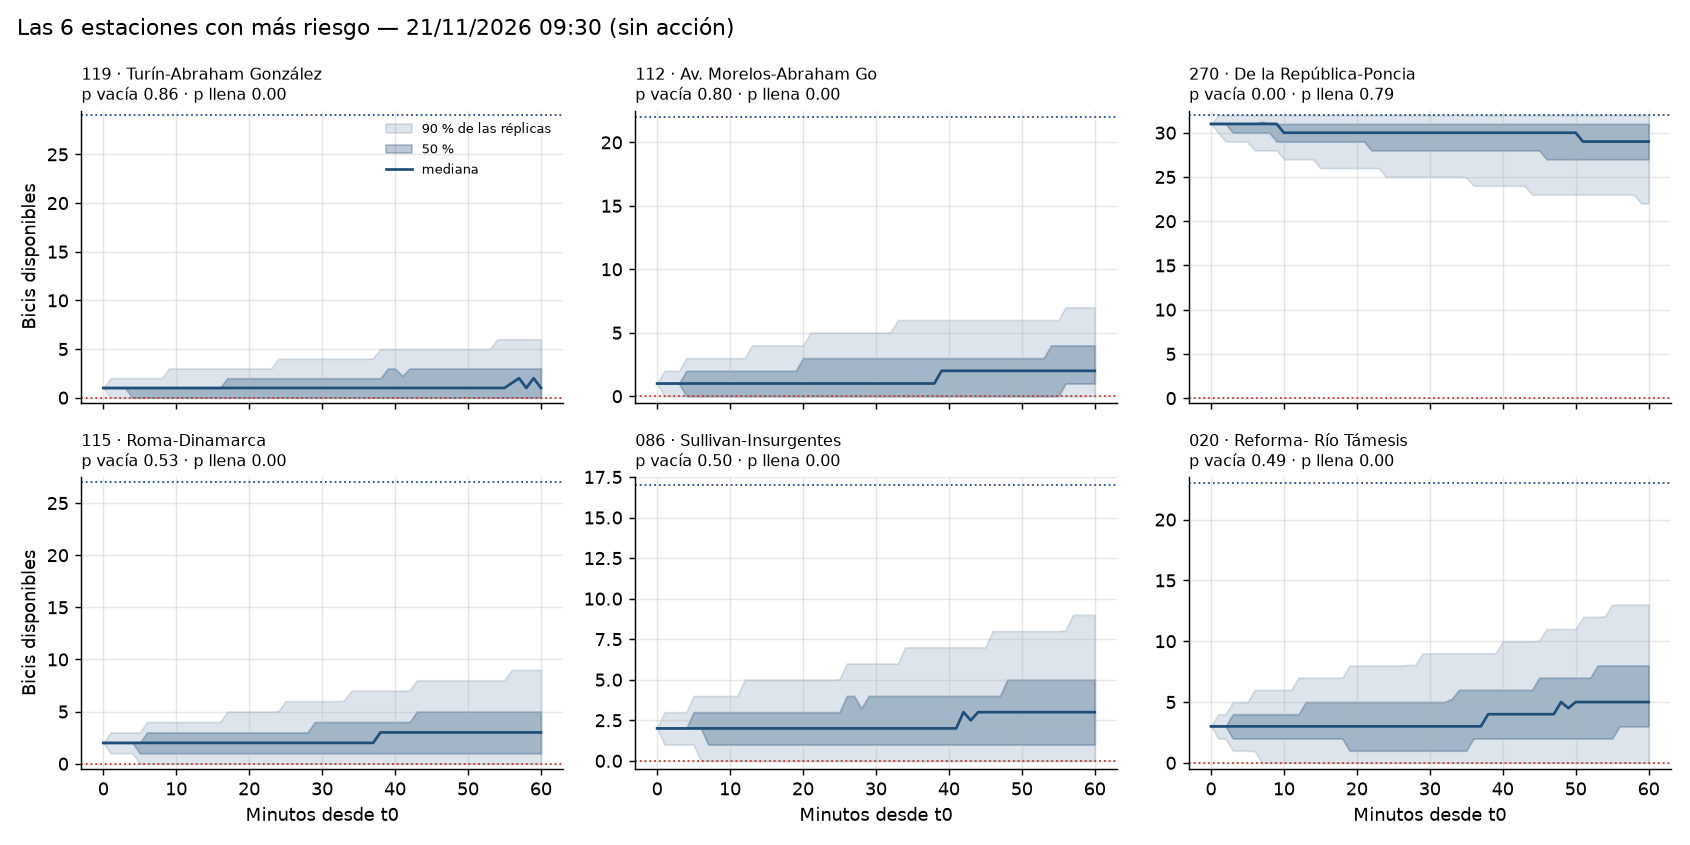 Las 6 estaciones con más riesgo — 21/11/2026 09:30 (sin acción)
119 · Turín-Abraham González
p vacía 0.86 · p llena 0.00
90 % de las réplicas
50 %
mediana
25
20
15
10
5
0
Bicis disponibles
112 · Av. Morelos-Abraham Go
p vacía 0.80 · p llena 0.00
20
15
10
5
0
270 · De la República-Poncia
p vacía 0.00 · p llena 0.79
30
25
20
15
10
5
0
115 · Roma-Dinamarca
p vacía 0.53 · p llena 0.00
25
20
15
10
5
0
Bicis disponibles
0 10 20 30 40 50 60
Minutos desde t0
086 · Sullivan-Insurgentes
p vacía 0.50 · p llena 0.00
17.5
15.0
12.5
10.0
7.5
5.0
2.5
0.0
0 10 20 30 40 50 60
Minutos desde t0
020 · Reforma- Río Támesis
p vacía 0.49 · p llena 0.00
20
15
10
5
0
0 10 20 30 40 50 60
Minutos desde t0